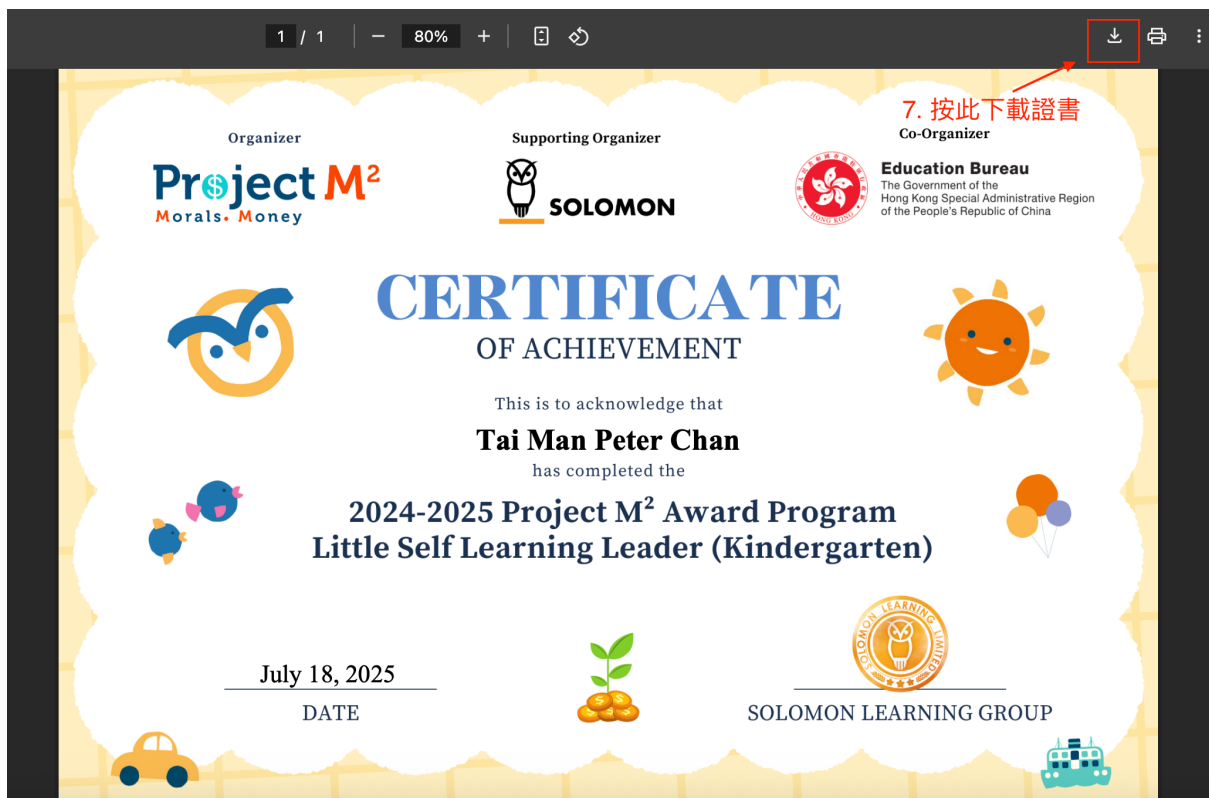 1 / 1
80%
7. 按此下載證書
Organizer
Project M²
Morals. Money
Supporting Organizer
SOLOMON
Co-Organizer
HONG KONG
Education Bureau
The Government of the
Hong Kong Special Administrative Region
of the People's Republic of China
CERTIFICATE
OF ACHIEVEMENT
This is to acknowledge that
Tai Man Peter Chan
has completed the
2024-2025 Project M² Award Program
Little Self Learning Leader (Kindergarten)
SOLOMON LEARNING LIMITED
July 18, 2025
DATE
SOLOMON LEARNING GROUP